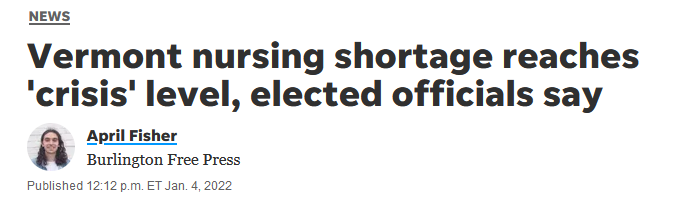 NEWS
Vermont nursing shortage reaches
'crisis' level, elected officials say
April Fisher
Burlington Free Press
Published 12:12 p.m. ET Jan. 4, 2022